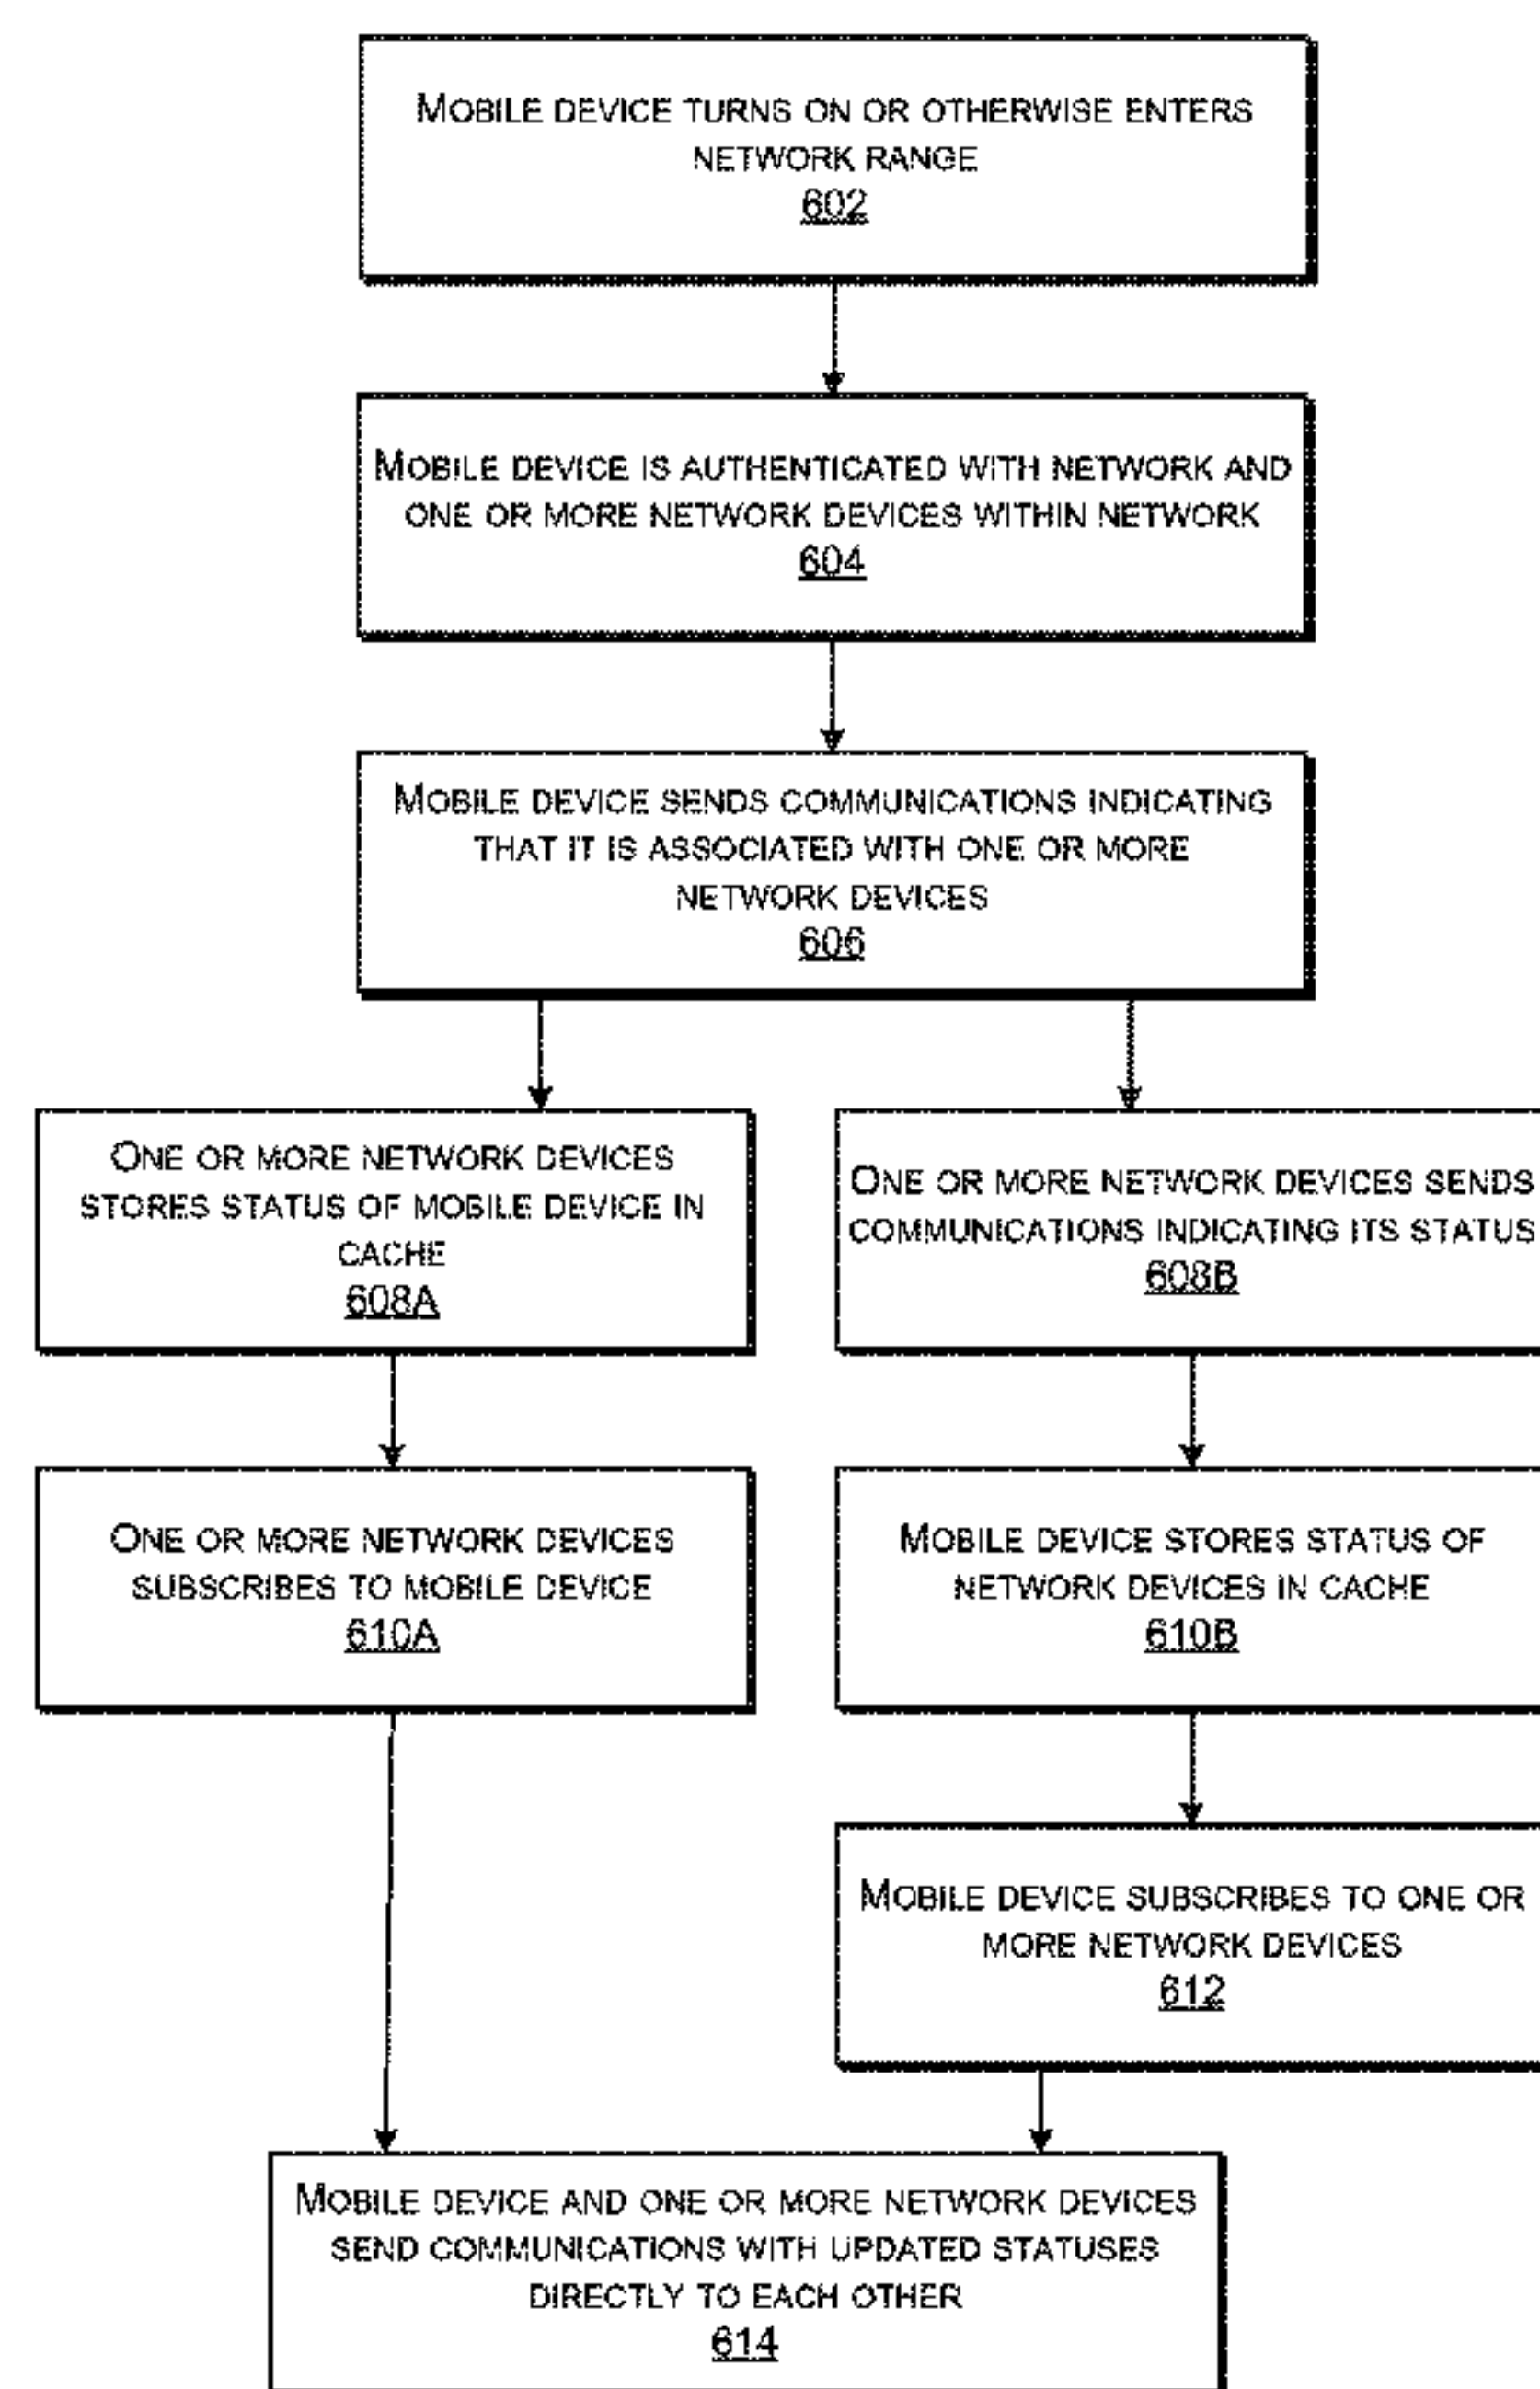 MOBILE DEVICE TURNS ON OR OTHERWISE ENTERS
NETWORK RANGE
602
MOBILE DEVICE IS AUTHENTICATED WITH NETWORK AND
ONE OR MORE NETWORK DEVICES WITHIN NETWORK
604
MOBILE DEVICE SENDS COMMUNICATIONS INDICATING
THAT IT IS ASSOCIATED WITH ONE OR MORE
NETWORK DEVICES
606
ONE OR MORE NETWORK DEVICES
STORES STATUS OF MOBILE DEVICE IN
CACHE
608A
ONE OR MORE NETWORK DEVICES SENDS
COMMUNICATIONS INDICATING ITS STATUS
608B
ONE OR MORE NETWORK DEVICES
SUBSCRIBES TO MOBILE DEVICE
610A
MOBILE DEVICE STORES STATUS OF
NETWORK DEVICES IN CACHE
610B
MOBILE DEVICE SUBSCRIBES TO ONE OR
MORE NETWORK DEVICES
612
MOBILE DEVICE AND ONE OR MORE NETWORK DEVICES
SEND COMMUNICATIONS WITH UPDATED STATUSES
DIRECTLY TO EACH OTHER
614